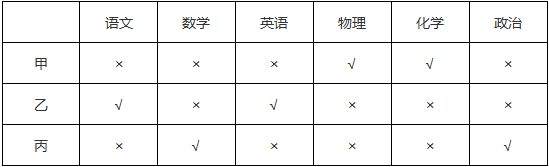 语文 数学 英语 物理 化学 政治
甲 × × × √ √ ×
乙 √ × √ × × ×
丙 × √ × × × √